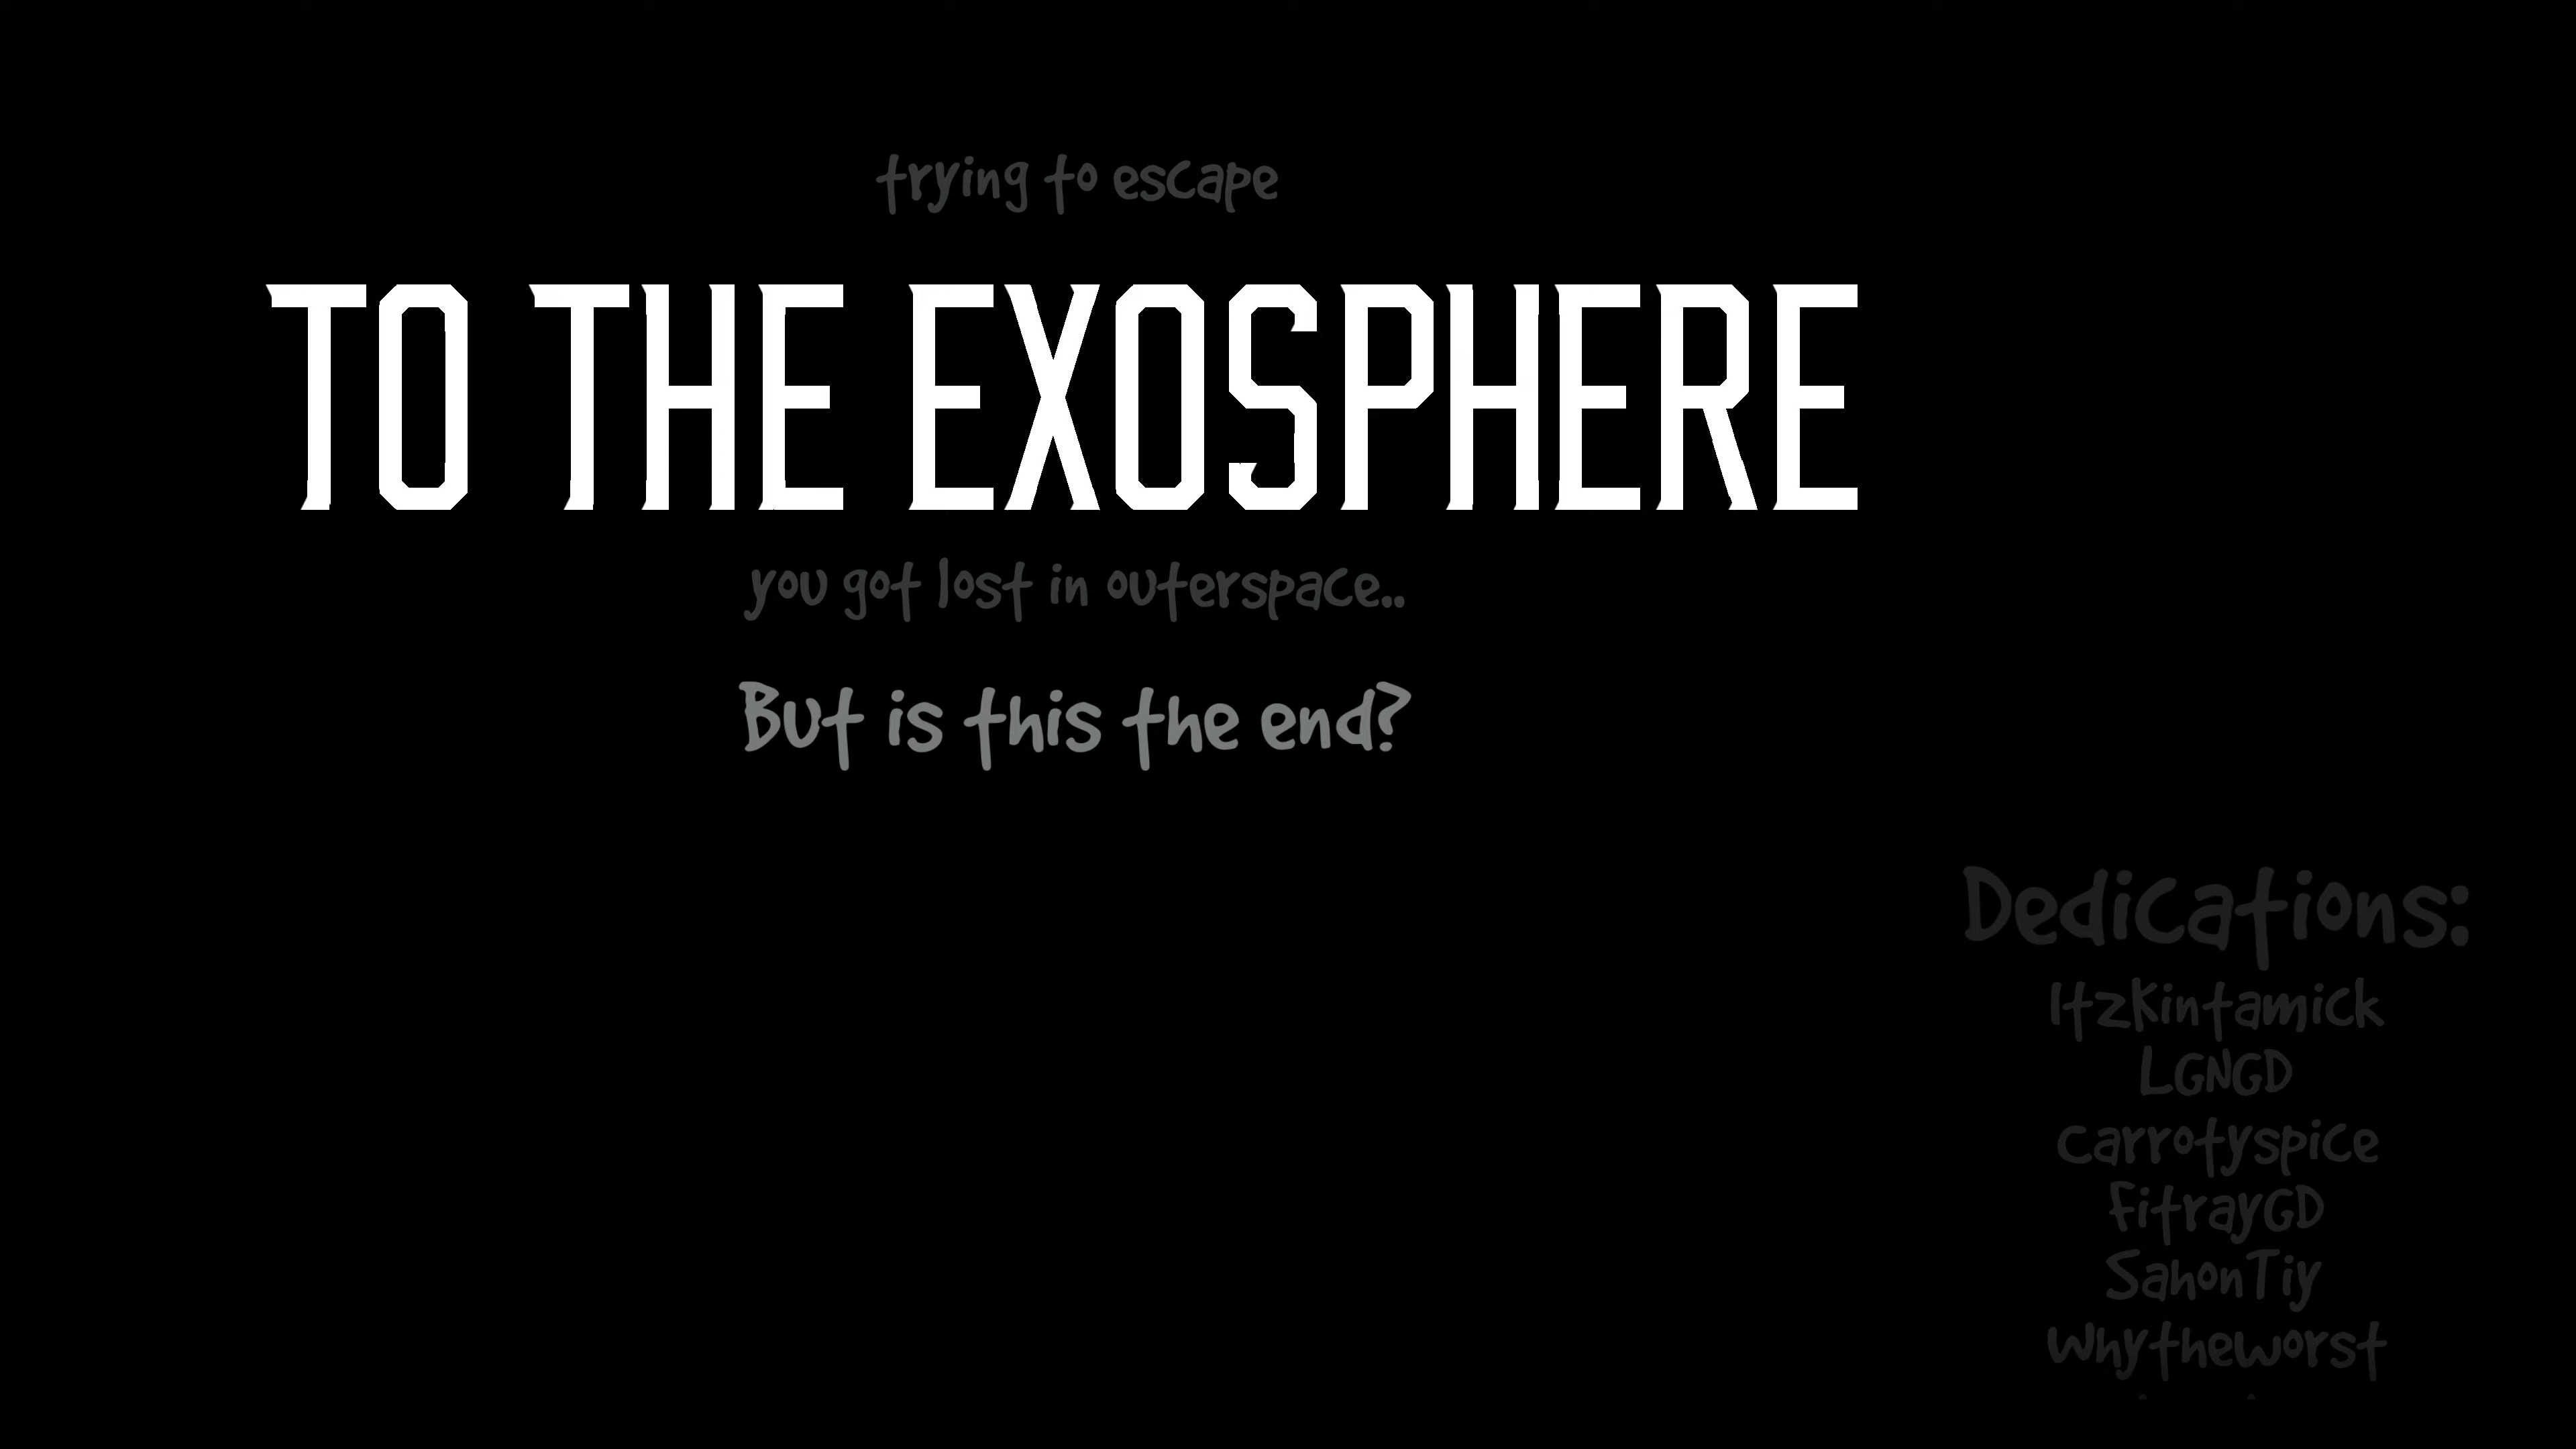 trying to escape
TO THE EXOSPHERE
you got lost in outerspace..
But is this the end?
Dedications:
ItzKintamick
LGNGD
carrotyspice
FitrayGD
SahonTiy
whytheworst